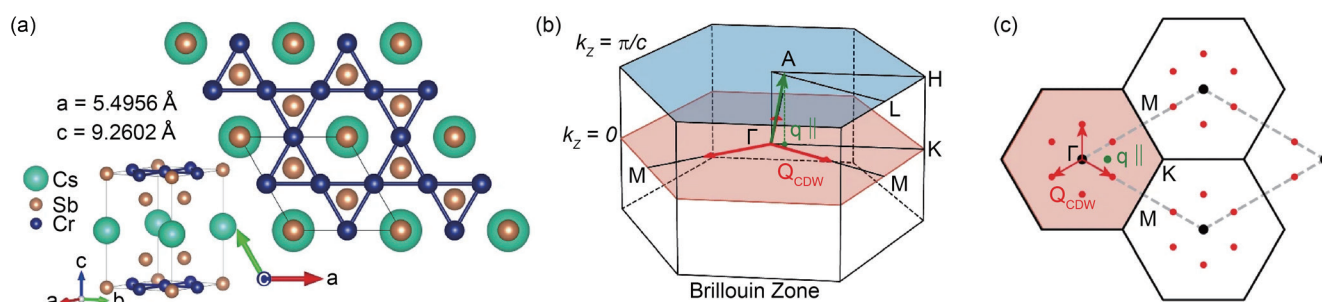 (a)
a = 5.4956 Å
c = 9.2602 Å
Cs
Sb
Cr
c
a
b
c
a
(b)
k_z = π/c
A
H
L
Γ
q ||
k_z = 0
K
M
Q_CDW
M
Brillouin Zone
(c)
M
Γ
q ||
K
Q_CDW
M